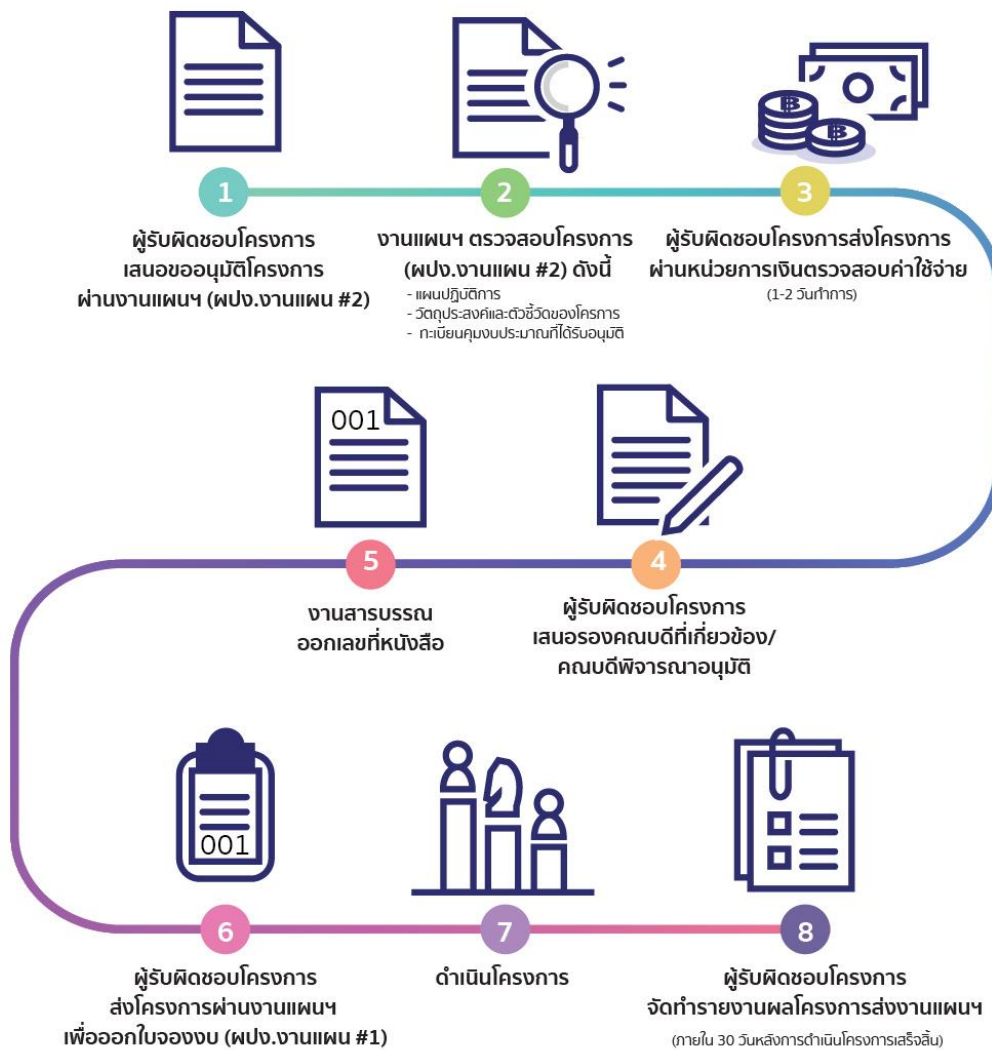 1
ผู้รับผิดชอบโครงการ
เสนอขออนุมัติโครงการ
ผ่านงานแผนฯ (ผปง.งานแผน #2)
2
งานแผนฯ ตรวจสอบโครงการ
(ผปง.งานแผน #2) ดังนี้
- แผนปฏิบัติการ
- วัตถุประสงค์และตัวชี้วัดของโครการ
- ทะเบียนคุมงบประมาณที่ได้รับอนุมัติ
฿
฿
3
ผู้รับผิดชอบโครงการส่งโครงการ
ผ่านหน่วยการเงินตรวจสอบค่าใช้จ่าย
(1-2 วันทำการ)
4
ผู้รับผิดชอบโครงการ
เสนอรองคณบดีที่เกี่ยวข้อง/
คณบดีพิจารณาอนุมัติ
001
5
งานสารบรรณ
ออกเลขที่หนังสือ
001
6
ผู้รับผิดชอบโครงการ
ส่งโครงการผ่านงานแผนฯ
เพื่อออกใบจองงบ (ผปง.งานแผน #1)
7
ดำเนินโครงการ
8
ผู้รับผิดชอบโครงการ
จัดทำรายงานผลโครงการส่งงานแผนฯ
(ภายใน 30 วันหลังการดำเนินโครงการเสร็จสิ้น)